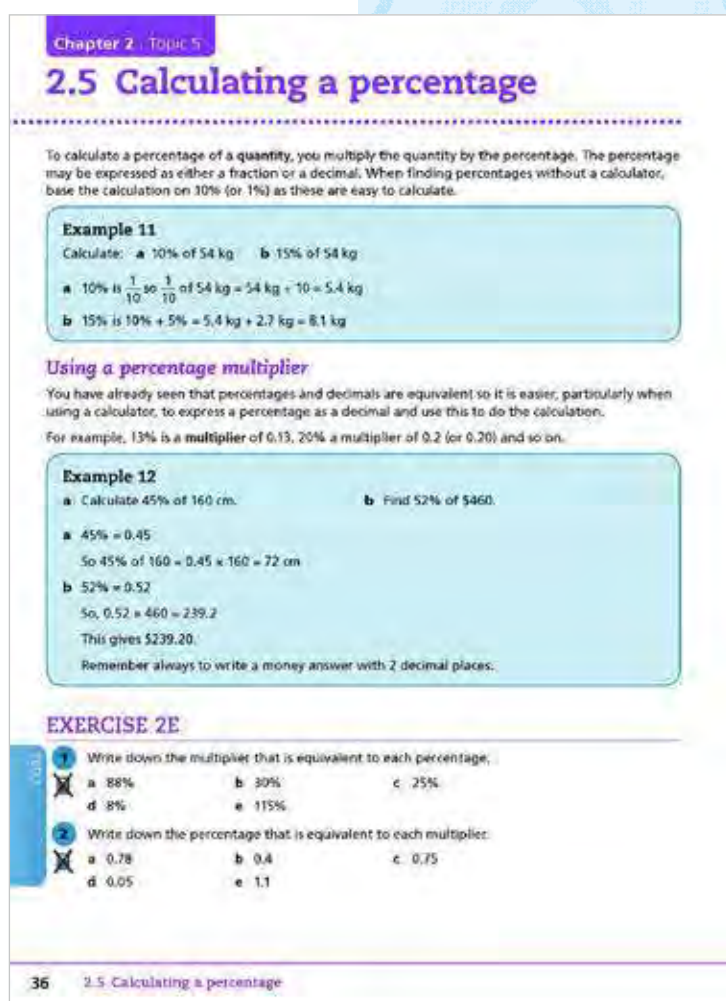 Chapter 2 . Topic 5
2.5 Calculating a percentage
To calculate a percentage of a quantity, you multiply the quantity by the percentage. The percentage
may be expressed as either a fraction or a decimal. When finding percentages without a calculator,
base the calculation on 10% (or 1%) as these are easy to calculate.
Example 11
Calculate: a 10% of 54 kg b 15% of 54 kg
a 10% is 1/10 so 1/10 of 54 kg = 54 kg ÷ 10 = 5.4 kg
b 15% is 10% + 5% = 5.4 kg + 2.7 kg = 8.1 kg
Using a percentage multiplier
You have already seen that percentages and decimals are equivalent so it is easier, particularly when
using a calculator, to express a percentage as a decimal and use this to do the calculation.
For example, 13% is a multiplier of 0.13, 20% a multiplier of 0.2 (or 0.20) and so on.
Example 12
a Calculate 45% of 160 cm. b Find 52% of $460.
a 45% = 0.45
So 45% of 160 = 0.45 × 160 = 72 cm
b 52% = 0.52
So, 0.52 × 460 = 239.2
This gives $239.20.
Remember always to write a money answer with 2 decimal places.
EXERCISE 2E
CORE
1 Write down the multiplier that is equivalent to each percentage.
a 88% b 30% c 25%
d 8% e 115%
2 Write down the percentage that is equivalent to each multiplier.
a 0.78 b 0.4 c 0.75
d 0.05 e 1.1
36 2.5 Calculating a percentage